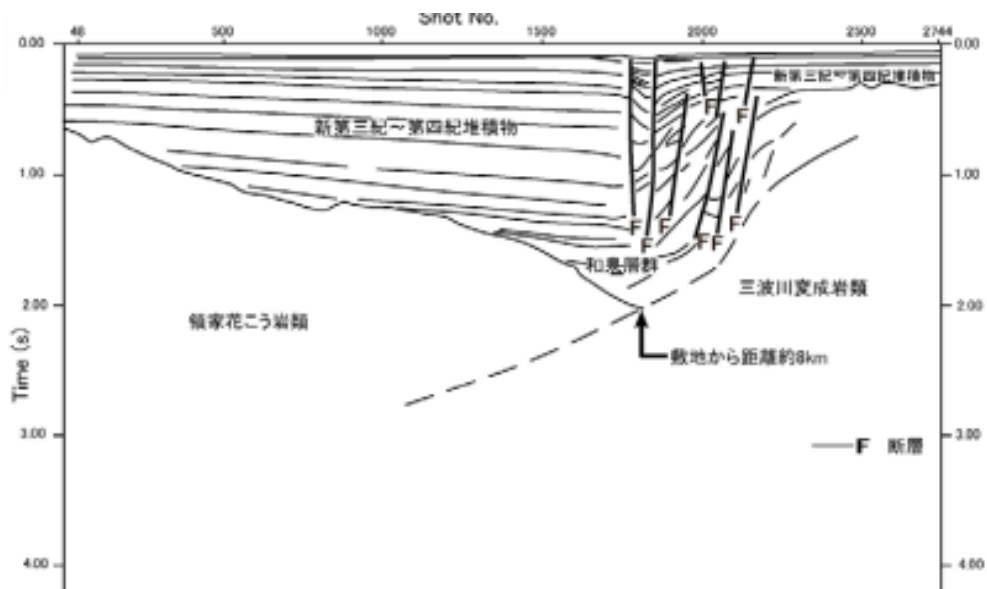 Shot No.
48 500 1000 1500 2000 2500 2744
0.00 0.00
新第三紀～第四紀堆積物
新第三紀～第四紀堆積物
F F
1.00 1.00
F F F F F F
和泉層群
三波川変成岩類
2.00 2.00
領家花こう岩類
敷地から距離約8km
Time (s)
3.00 3.00
F 断層
4.00 4.00